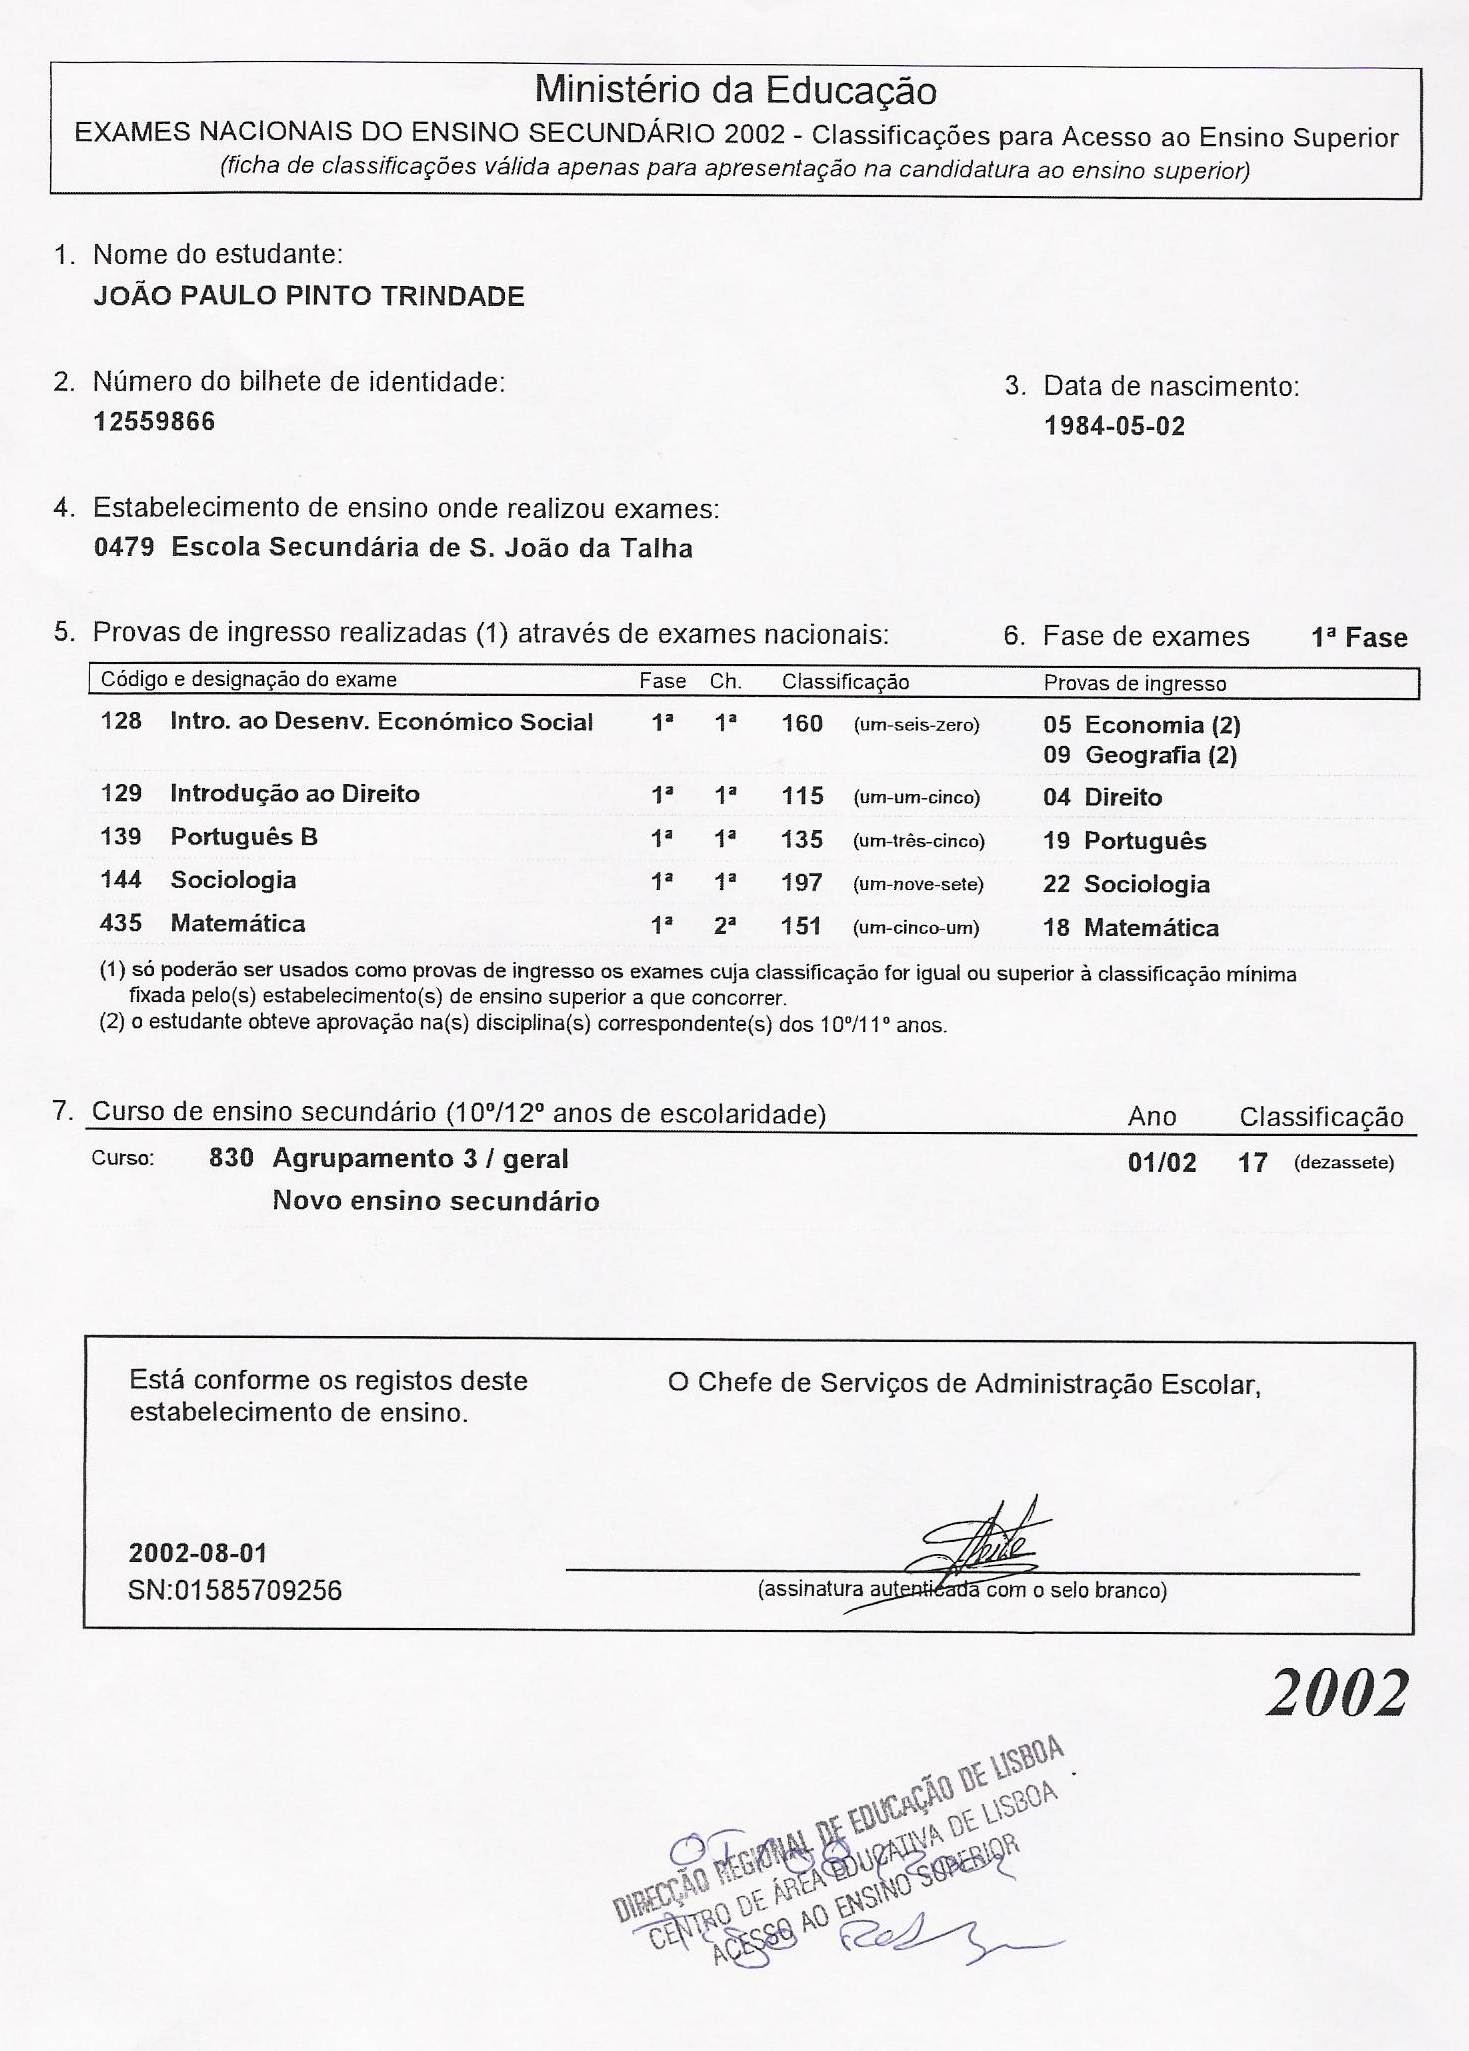 Ministério da Educação
EXAMES NACIONAIS DO ENSINO SECUNDÁRIO 2002 - Classificações para Acesso ao Ensino Superior
(ficha de classificações válida apenas para apresentação na candidatura ao ensino superior)
1. Nome do estudante:
JOÃO PAULO PINTO TRINDADE
2. Número do bilhete de identidade: 3. Data de nascimento:
12559866 1984-05-02
4. Estabelecimento de ensino onde realizou exames:
0479 Escola Secundária de S. João da Talha
5. Provas de ingresso realizadas (1) através de exames nacionais: 6. Fase de exames 1ª Fase
Código e designação do exame Fase Ch. Classificação Provas de ingresso
128 Intro. ao Desenv. Económico Social 1ª 1ª 160 (um-seis-zero) 05 Economia (2)
09 Geografia (2)
129 Introdução ao Direito 1ª 1ª 115 (um-um-cinco) 04 Direito
139 Português B 1ª 1ª 135 (um-três-cinco) 19 Português
144 Sociologia 1ª 1ª 197 (um-nove-sete) 22 Sociologia
435 Matemática 1ª 2ª 151 (um-cinco-um) 18 Matemática
(1) só poderão ser usados como provas de ingresso os exames cuja classificação for igual ou superior à classificação mínima
fixada pelo(s) estabelecimento(s) de ensino superior a que concorrer.
(2) o estudante obteve aprovação na(s) disciplina(s) correspondente(s) dos 10º/11º anos.
7. Curso de ensino secundário (10º/12º anos de escolaridade) Ano Classificação
Curso: 830 Agrupamento 3 / geral 01/02 17 (dezassete)
Novo ensino secundário
Está conforme os registos deste O Chefe de Serviços de Administração Escolar,
estabelecimento de ensino.
2002-08-01
SN:01585709256 (assinatura autenticada com o selo branco)
2002
DIRECÇÃO REGIONAL DE EDUCAÇÃO DE LISBOA
CENTRO DE ÁREA EDUCATIVA DE LISBOA
ACESSO AO ENSINO SUPERIOR